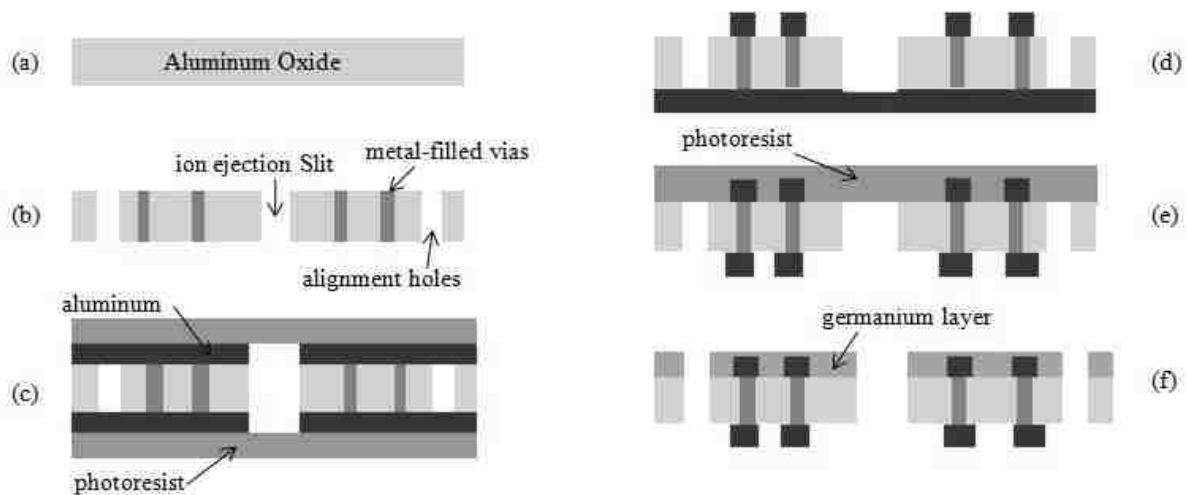 (a)
Aluminum Oxide
ion ejection Slit
metal-filled vias
(b)
alignment holes
aluminum
(c)
photoresist
(d)
photoresist
(e)
germanium layer
(f)